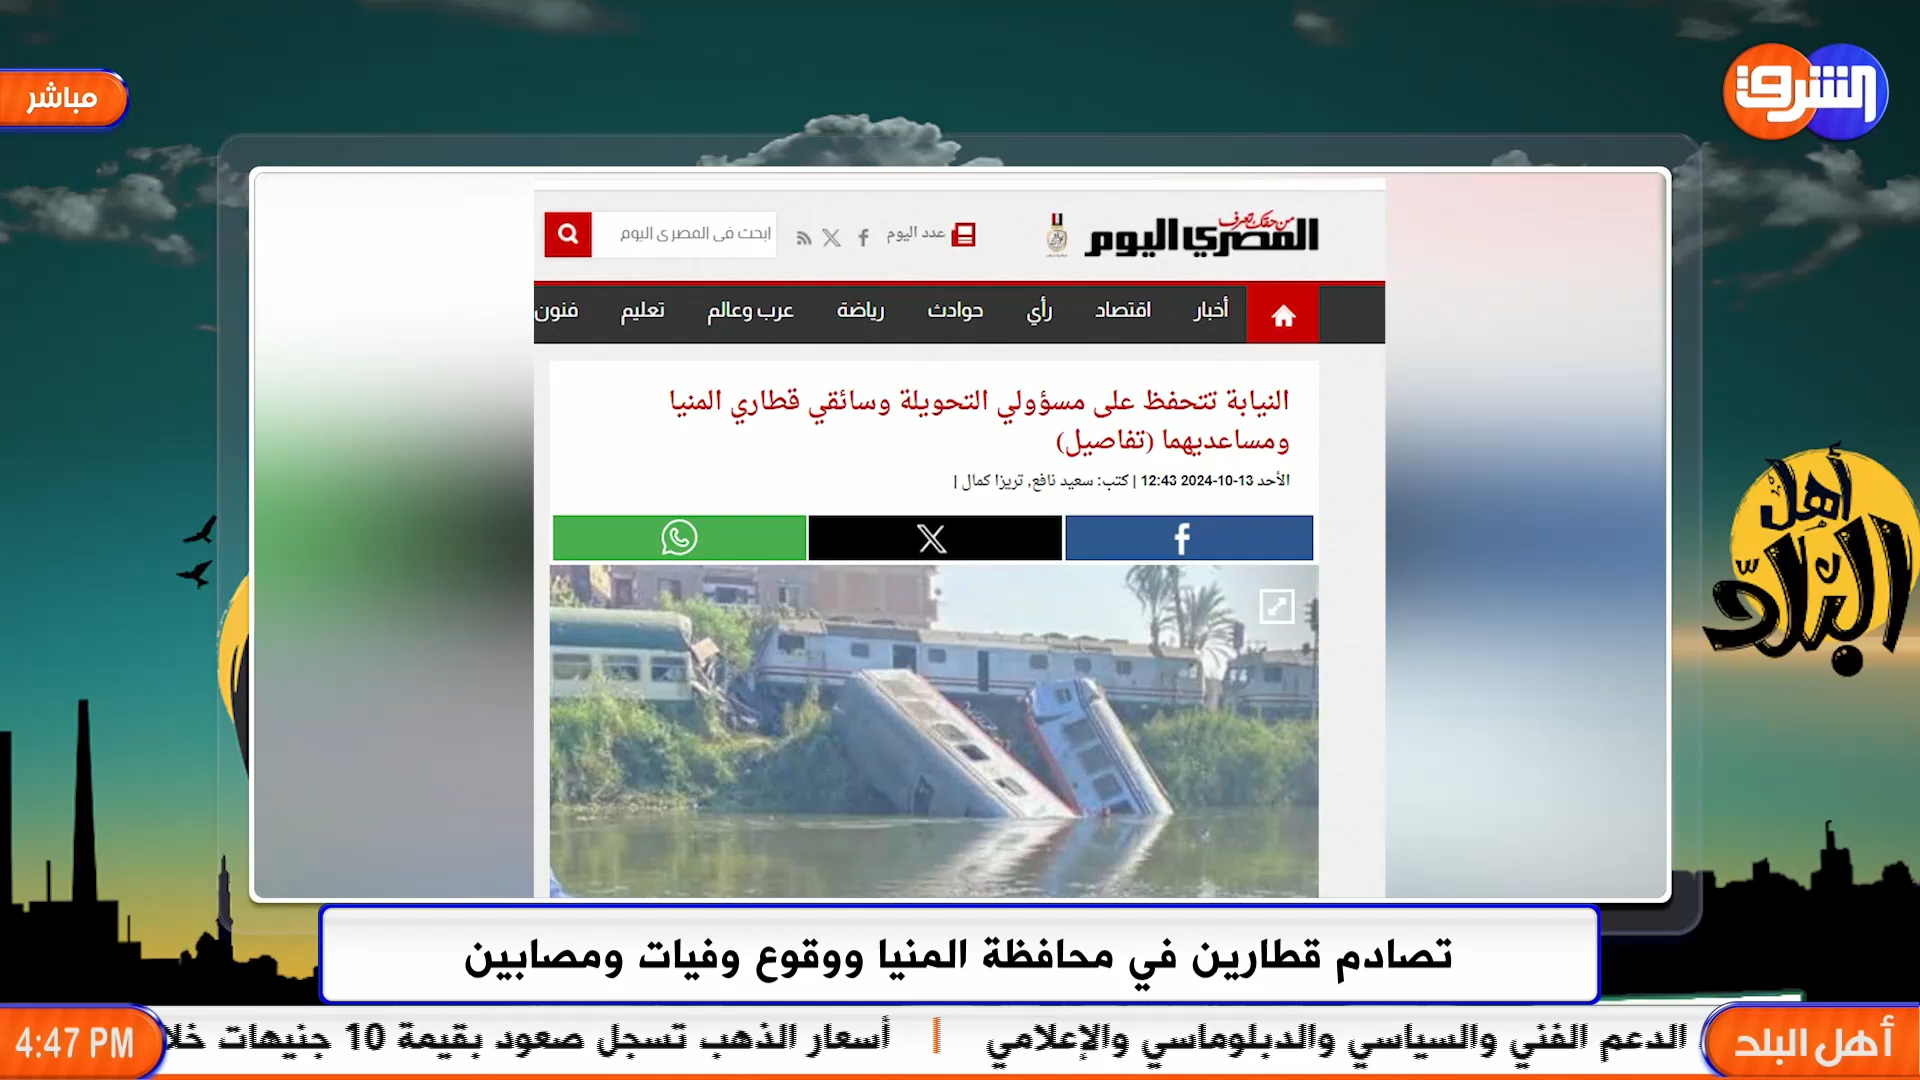 مباشر
الشرق
من حقك تعرف
المصري اليوم
عدد اليوم
ابحث فى المصرى اليوم
أخبار اقتصاد رأي حوادث رياضة عرب وعالم تعليم فنون
النيابة تتحفظ على مسؤولي التحويلة وسائقي قطاري المنيا
ومساعديهما (تفاصيل)
الأحد 13-10-2024 12:43 | كتب: سعيد نافع, تريزا كمال |
أهل
البلد
تصادم قطارين في محافظة المنيا ووقوع وفيات ومصابين
أهل البلد
الدعم الفني والسياسي والدبلوماسي والإعلامي | أسعار الذهب تسجل صعود بقيمة 10 جنيهات
4:47 PM